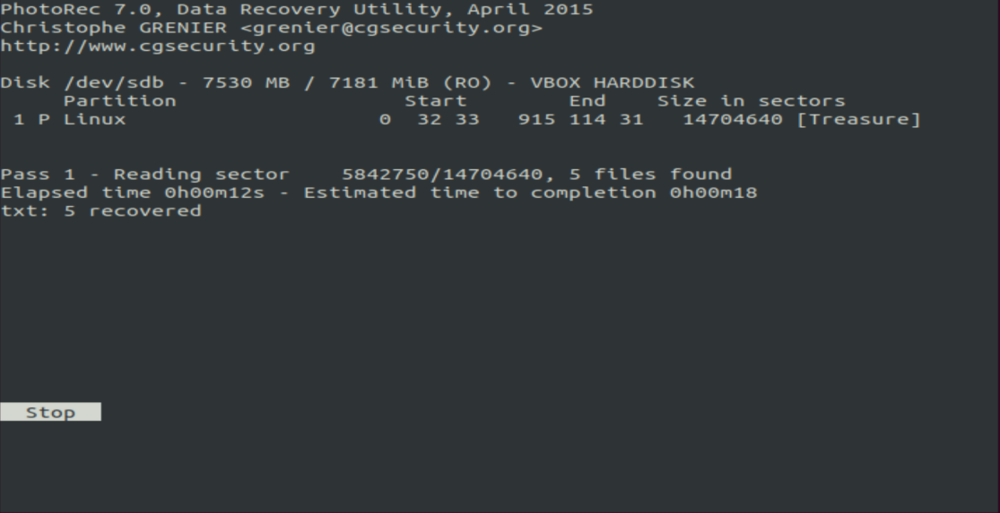 PhotoRec 7.0, Data Recovery Utility, April 2015
Christophe GRENIER <grenier@cgsecurity.org>
http://www.cgsecurity.org
Disk /dev/sdb - 7530 MB / 7181 MiB (RO) - VBOX HARDDISK
Partition Start End Size in sectors
1 P Linux 0 32 33 915 114 31 14704640 [Treasure]
Pass 1 - Reading sector 5842750/14704640, 5 files found
Elapsed time 0h00m12s - Estimated time to completion 0h00m18
txt: 5 recovered
Stop